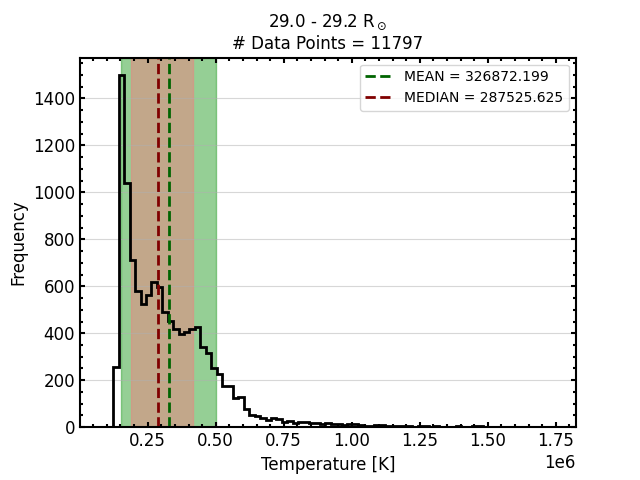 29.0 - 29.2 R⊙
# Data Points = 11797
MEAN = 326872.199
MEDIAN = 287525.625
Frequency
1400
1200
1000
800
600
400
200
0
0.25 0.50 0.75 1.00 1.25 1.50 1.75
1e6
Temperature [K]